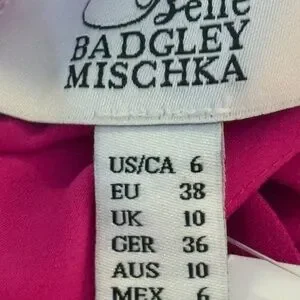 Belle
BADGLEY
MISCHKA
US/CA 6
EU 38
UK 10
GER 36
AUS 10
MEX 6